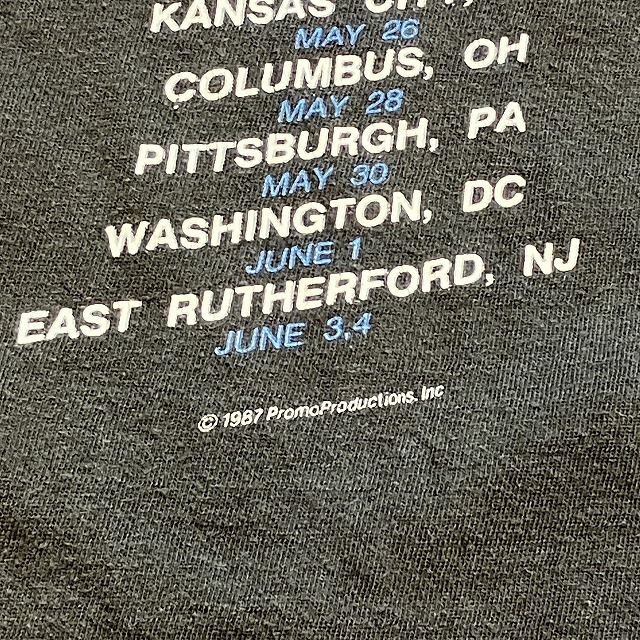 KANSAS CITY,
MAY 26
COLUMBUS, OH
MAY 28
PITTSBURGH, PA
MAY 30
WASHINGTON, DC
JUNE 1
EAST RUTHERFORD, NJ
JUNE 3,4
© 1987 PromoProductions, Inc